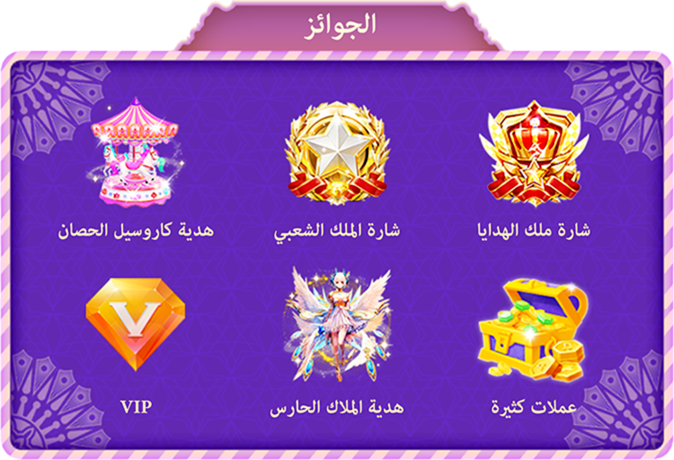 الجوائز
شارة ملك الهدايا
شارة الملك الشعبي
هدية كاروسيل الحصان
V
عملات كثيرة
هدية الملاك الحارس
VIP